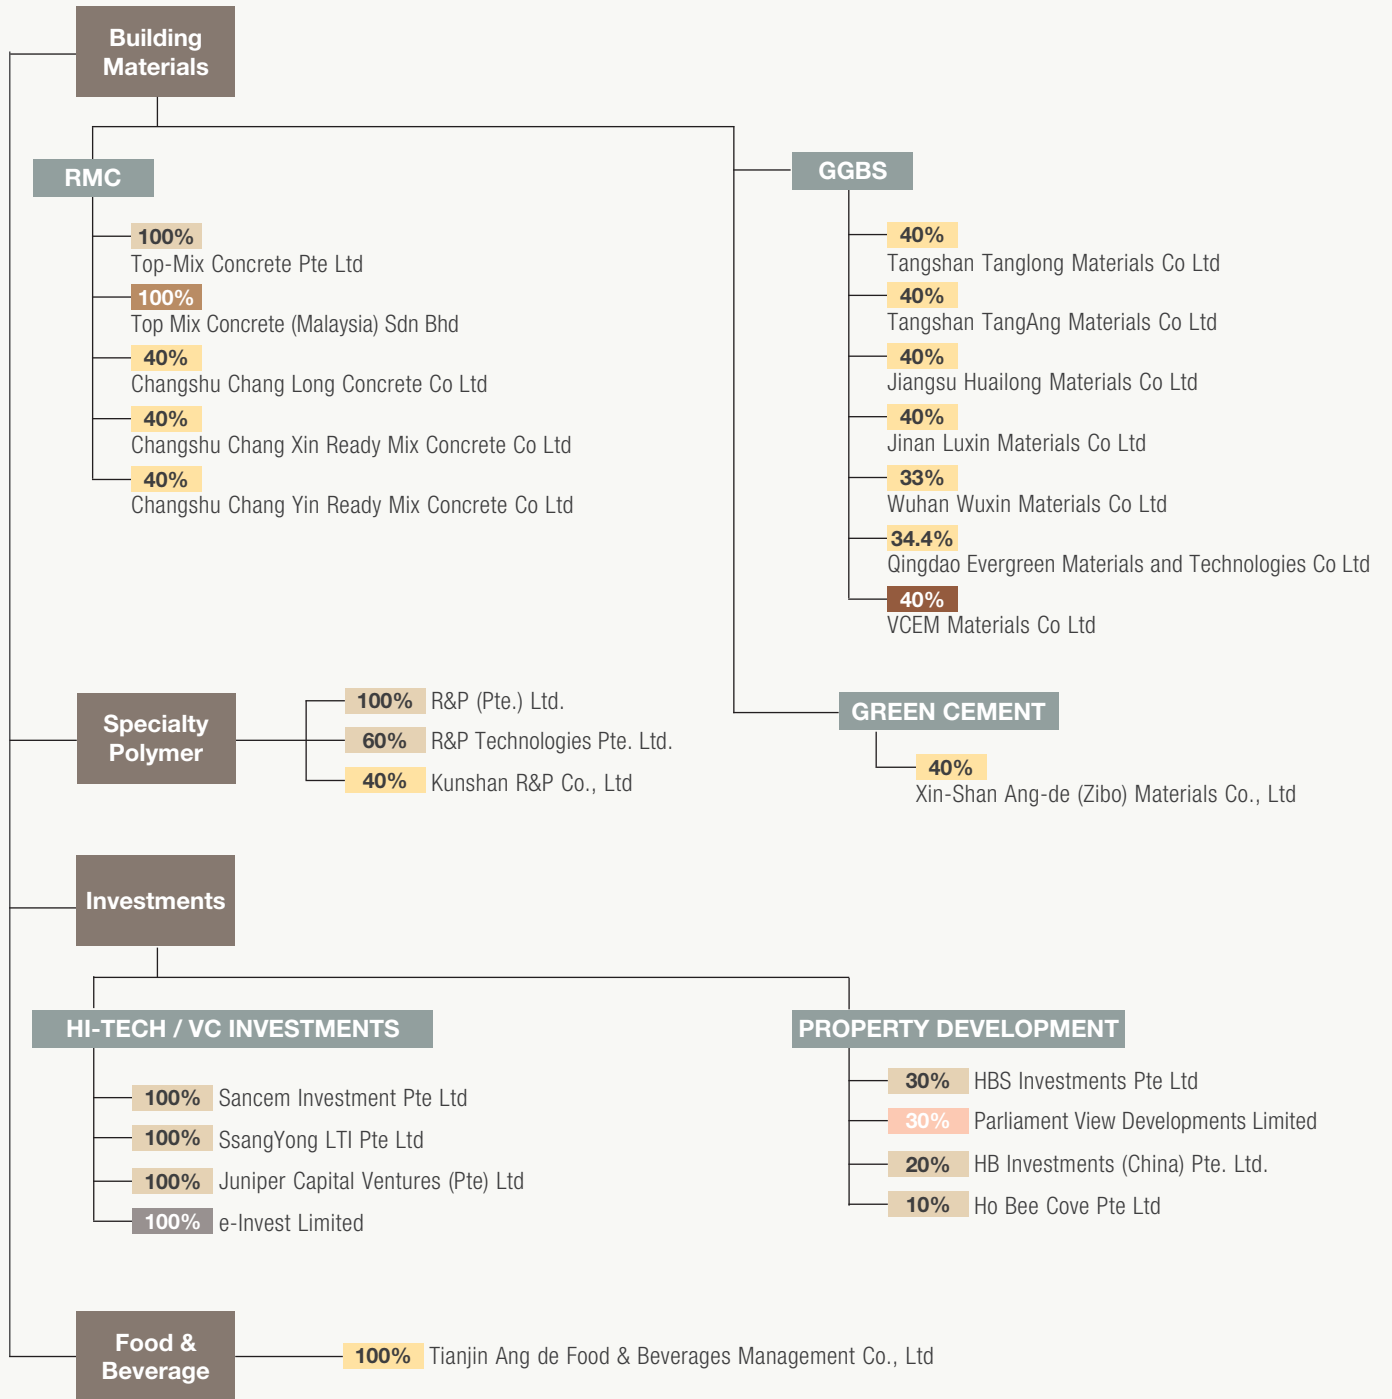 Building
Materials
RMC
100%
Top-Mix Concrete Pte Ltd
100%
Top Mix Concrete (Malaysia) Sdn Bhd
40%
Changshu Chang Long Concrete Co Ltd
40%
Changshu Chang Xin Ready Mix Concrete Co Ltd
40%
Changshu Chang Yin Ready Mix Concrete Co Ltd
GGBS
40%
Tangshan Tanglong Materials Co Ltd
40%
Tangshan TangAng Materials Co Ltd
40%
Jiangsu Huailong Materials Co Ltd
40%
Jinan Luxin Materials Co Ltd
33%
Wuhan Wuxin Materials Co Ltd
34.4%
Qingdao Evergreen Materials and Technologies Co Ltd
40%
VCEM Materials Co Ltd
GREEN CEMENT
40%
Xin-Shan Ang-de (Zibo) Materials Co., Ltd
Specialty
Polymer
100% R&P (Pte.) Ltd.
60% R&P Technologies Pte. Ltd.
40% Kunshan R&P Co., Ltd
Investments
HI-TECH / VC INVESTMENTS
100% Sancem Investment Pte Ltd
100% SsangYong LTI Pte Ltd
100% Juniper Capital Ventures (Pte) Ltd
100% e-Invest Limited
PROPERTY DEVELOPMENT
30% HBS Investments Pte Ltd
30% Parliament View Developments Limited
20% HB Investments (China) Pte. Ltd.
10% Ho Bee Cove Pte Ltd
Food &
Beverage
100% Tianjin Ang de Food & Beverages Management Co., Ltd